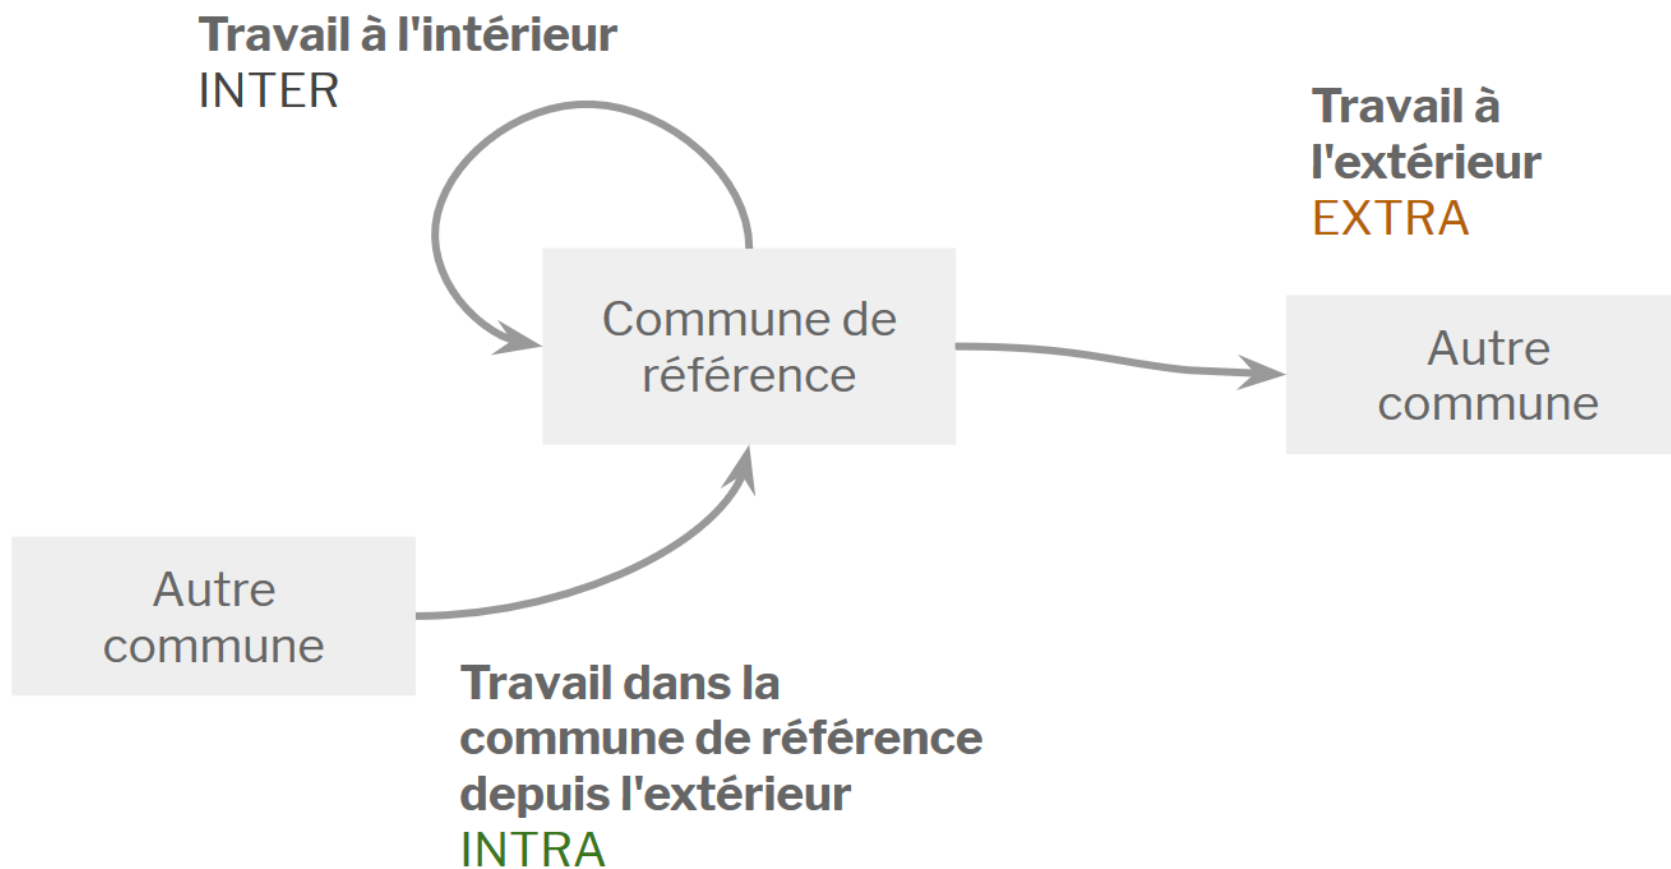 Travail à l'intérieur
INTER
Travail à
l'extérieur
EXTRA
Commune de
référence
Autre
commune
Autre
commune
Travail dans la
commune de référence
depuis l'extérieur
INTRA